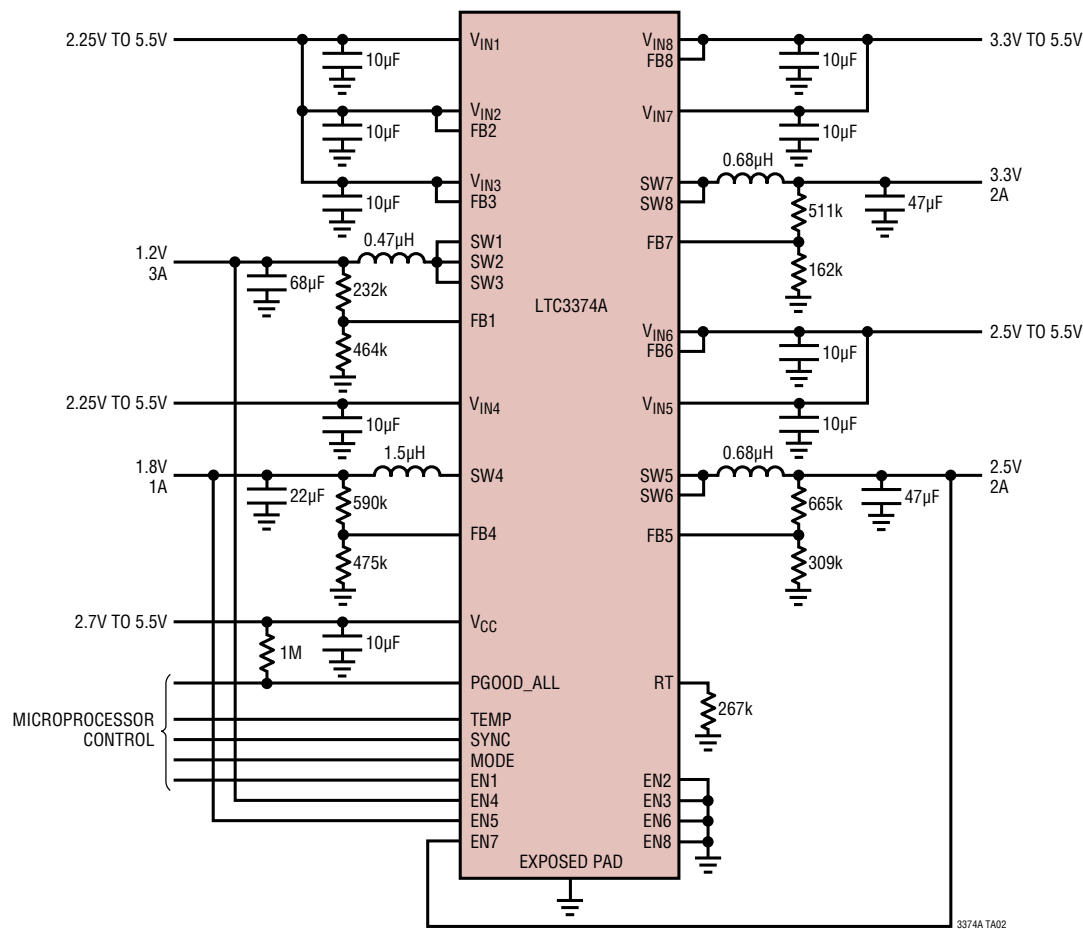 2.25V TO 5.5V
VIN1
10µF
VIN2
FB2
10µF
VIN3
FB3
10µF
1.2V
3A
0.47µH
SW1
SW2
SW3
68µF
232k
FB1
464k
2.25V TO 5.5V
VIN4
10µF
1.8V
1A
1.5µH
SW4
22µF
590k
FB4
475k
2.7V TO 5.5V
VCC
1M
10µF
PGOOD_ALL
MICROPROCESSOR
CONTROL
TEMP
SYNC
MODE
EN1
EN4
EN5
EN7
LTC3374A
EXPOSED PAD
VIN8
FB8
10µF
3.3V TO 5.5V
VIN7
10µF
0.68µH
SW7
SW8
3.3V
2A
511k
47µF
FB7
162k
VIN6
FB6
2.5V TO 5.5V
10µF
VIN5
10µF
0.68µH
SW5
SW6
2.5V
2A
665k
47µF
FB5
309k
RT
267k
EN2
EN3
EN6
EN8
3374A TA02